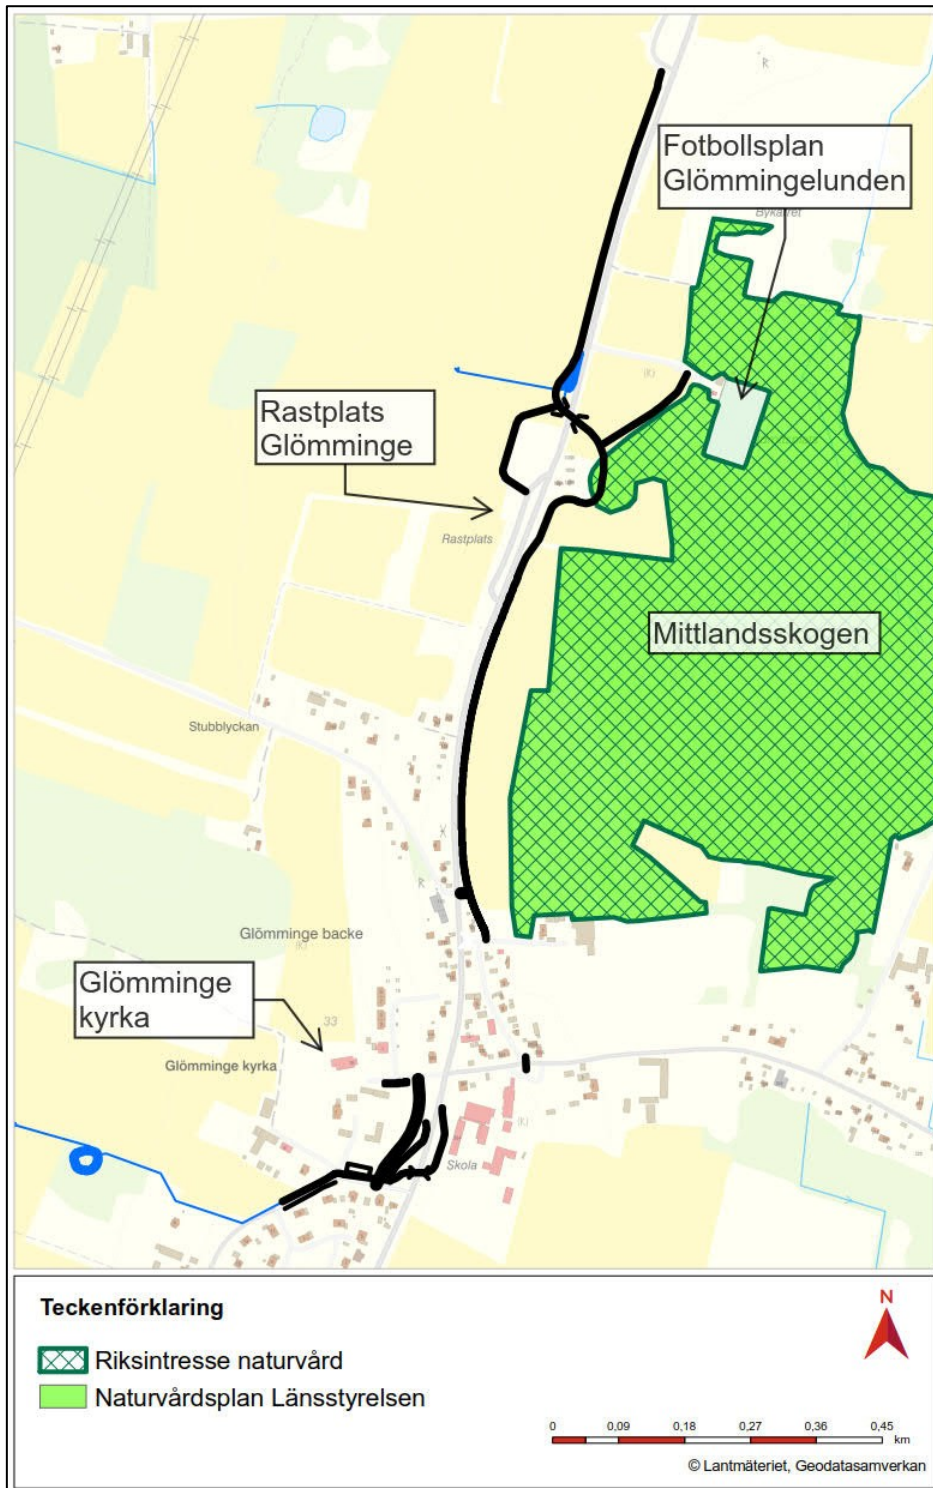 R
Fotbollsplan
Glömmingelunden
Bykärret
(K)
Rastplats
Glömminge
Rastplats
Mittlandsskogen
Stubblyckan
R
Glömminge backe
(K)
Glömminge
kyrka
33
Glömminge kyrka
(K)
Skola
Teckenförklaring
N
Riksintresse naturvård
Naturvårdsplan Länsstyrelsen
0 0,09 0,18 0,27 0,36 0,45
km
© Lantmäteriet, Geodatasamverkan